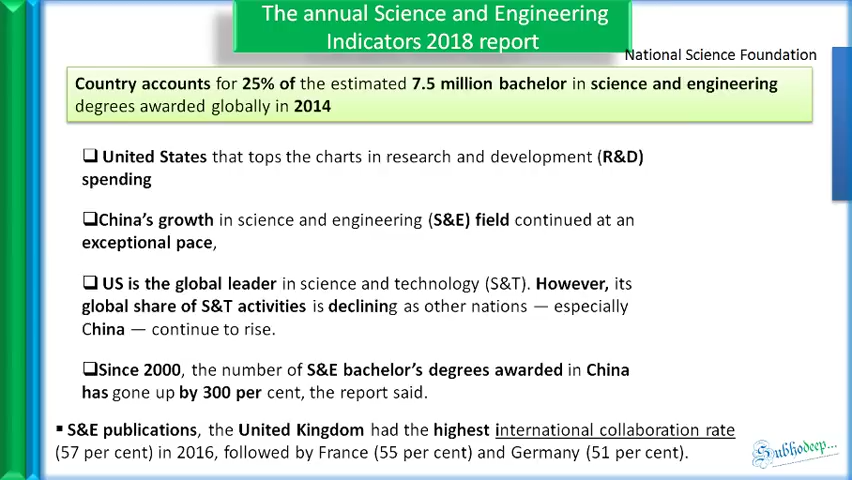 The annual Science and Engineering
Indicators 2018 report
National Science Foundation
Country accounts for 25% of the estimated 7.5 million bachelor in science and engineering
degrees awarded globally in 2014
❑ United States that tops the charts in research and development (R&D)
spending
❑China's growth in science and engineering (S&E) field continued at an
exceptional pace,
❑ US is the global leader in science and technology (S&T). However, its
global share of S&T activities is declining as other nations — especially
China — continue to rise.
❑Since 2000, the number of S&E bachelor's degrees awarded in China
has gone up by 300 per cent, the report said.
▪ S&E publications, the United Kingdom had the highest international collaboration rate
(57 per cent) in 2016, followed by France (55 per cent) and Germany (51 per cent).
Subhodeep...